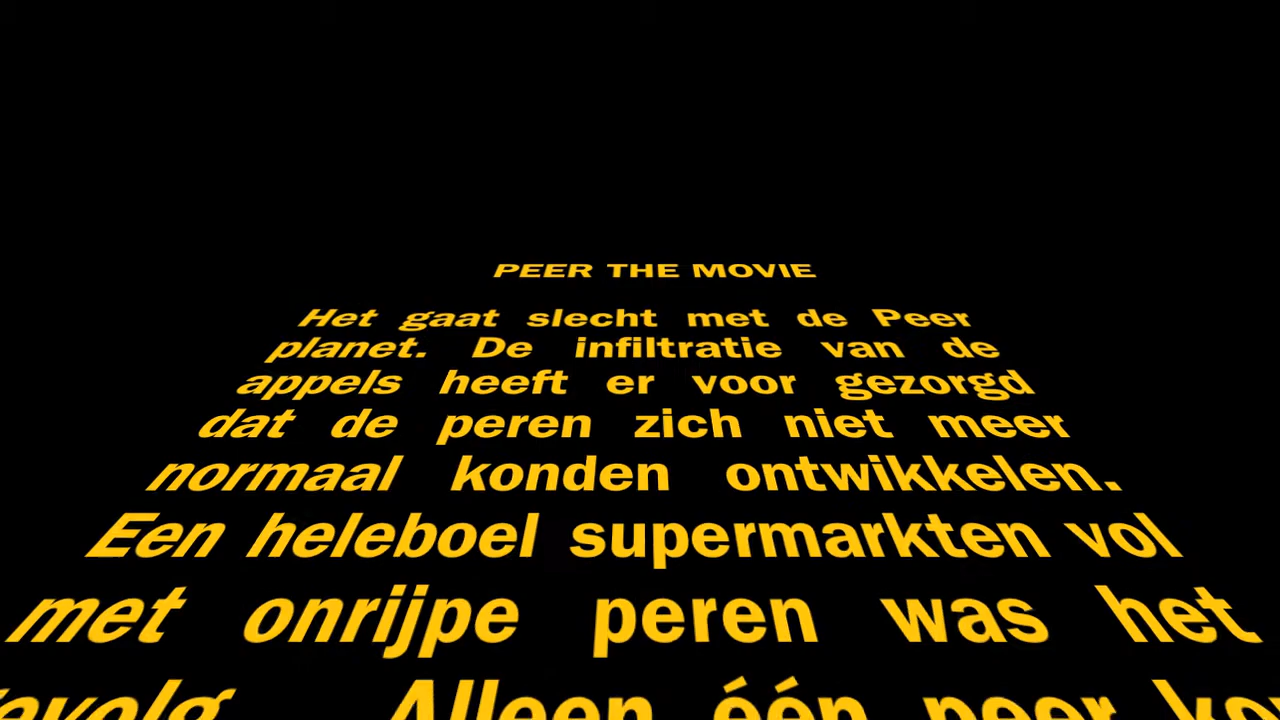 PEER THE MOVIE
Het gaat slecht met de Peer
planet. De infiltratie van de
appels heeft er voor gezorgd
dat de peren zich niet meer
normaal konden ontwikkelen.
Een heleboel supermarkten vol
met onrijpe peren was het
Alleen één peer